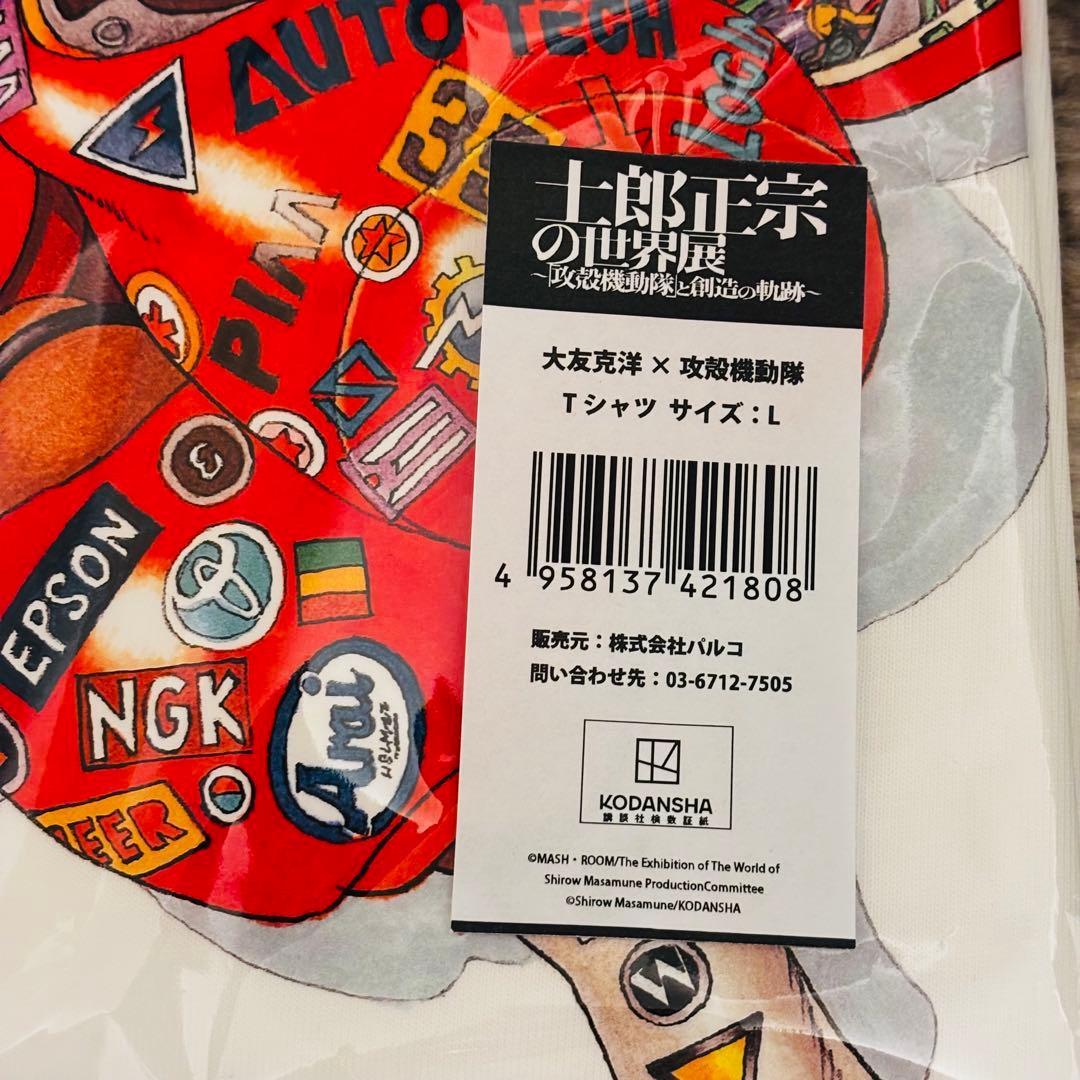 AUTO TECH
LOCH
PIAA
EPSON
NGK
Arai
BEER
W
士郎正宗
の世界展
～「攻殻機動隊」と創造の軌跡～
大友克洋 × 攻殻機動隊
Tシャツ サイズ：L
4 958137 421808
販売元：株式会社パルコ
問い合わせ先：03-6712-7505
KODANSHA
講談社検数証紙
©MASH・ROOM/The Exhibition of The World of
Shirow Masamune ProductionCommittee
©Shirow Masamune/KODANSHA